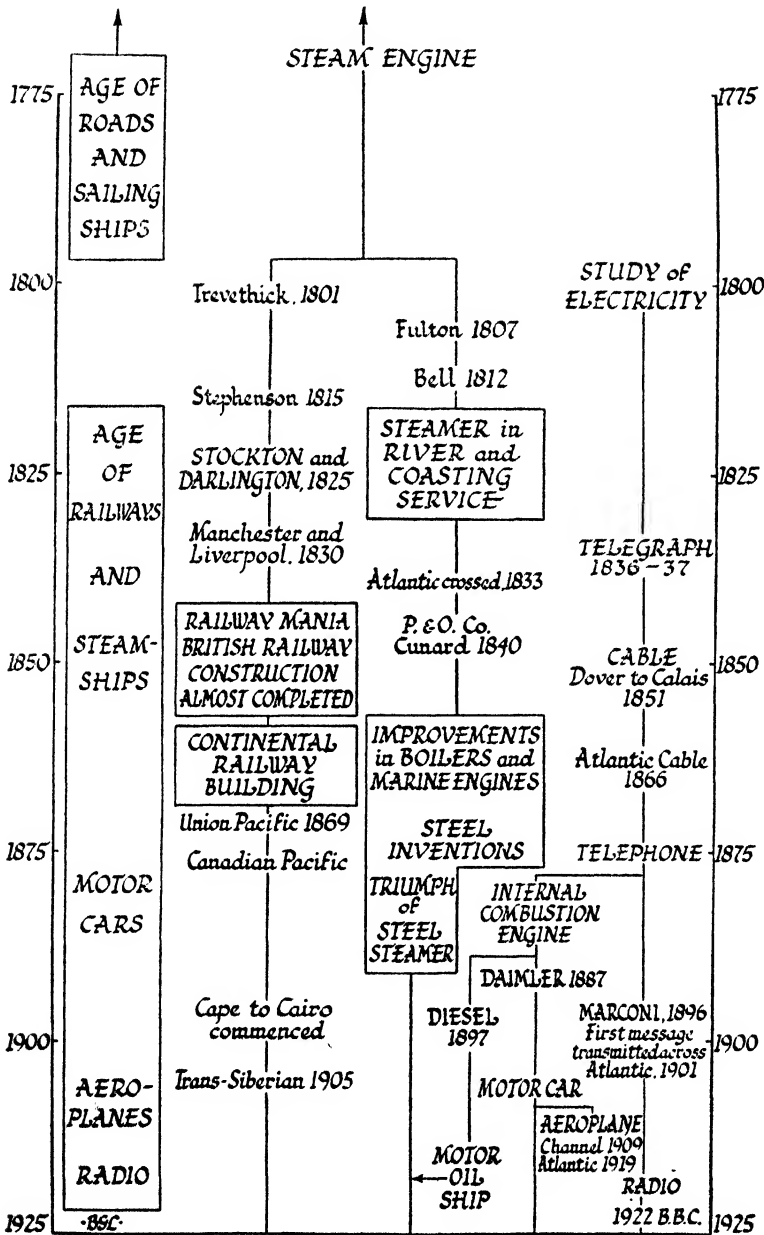 STEAM ENGINE
1775
1800
1825
1850
1875
1900
1925
AGE OF
ROADS
AND
SAILING
SHIPS
AGE
OF
RAILWAYS
AND
STEAM-
SHIPS
MOTOR
CARS
AERO-
PLANES
RADIO
·BSC·
Trevethick, 1801
Stephenson 1815
STOCKTON and
DARLINGTON, 1825
Manchester and
Liverpool, 1830
RAILWAY MANIA
BRITISH RAILWAY
CONSTRUCTION
ALMOST COMPLETED
CONTINENTAL
RAILWAY
BUILDING
Union Pacific 1869
Canadian Pacific
Cape to Cairo
commenced
Trans-Siberian 1905
Fulton 1807
Bell 1812
STEAMER in
RIVER and
COASTING
SERVICE
Atlantic crossed, 1833
P. & O. Co.
Cunard 1840
IMPROVEMENTS
in BOILERS and
MARINE ENGINES
STEEL
INVENTIONS
TRIUMPH
of
STEEL
STEAMER
INTERNAL
COMBUSTION
ENGINE
DAIMLER 1887
DIESEL
1897
MOTOR CAR
AEROPLANE
Channel 1909
Atlantic 1919
MOTOR
OIL
SHIP
STUDY of
ELECTRICITY
TELEGRAPH
1836-37
CABLE
Dover to Calais
1851
Atlantic Cable
1866
TELEPHONE
MARCONI, 1896
First message
transmitted across
Atlantic, 1901
RADIO
1922 B.B.C.
1775
1800
1825
1850
1875
1900
1925